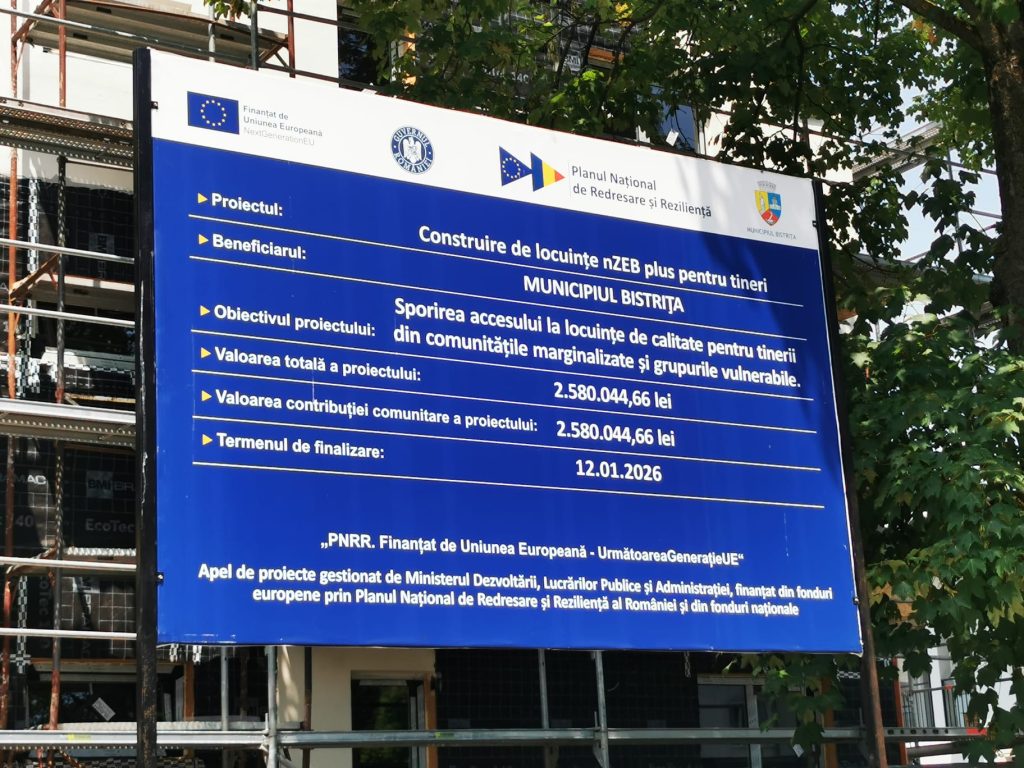 Finanțat de
Uniunea Europeană
NextGenerationEU
GUVERNUL ROMÂNIEI
Planul Național
de Redresare și Reziliență
MUNICIPIUL BISTRIȚA
Proiectul:
Construire de locuințe nZEB plus pentru tineri
Beneficiarul:
MUNICIPIUL BISTRIŢA
Obiectivul proiectului:
Sporirea accesului la locuințe de calitate pentru tinerii
din comunitățile marginalizate și grupurile vulnerabile.
Valoarea totală a proiectului:
2.580.044,66 lei
Valoarea contribuției comunitare a proiectului:
2.580.044,66 lei
Termenul de finalizare:
12.01.2026
„PNRR. Finanțat de Uniunea Europeană - UrmătoareaGenerațieUE“
Apel de proiecte gestionat de Ministerul Dezvoltării, Lucrărilor Publice și Administrației, finanțat din fonduri
europene prin Planul Național de Redresare și Reziliență al României și din fonduri naționale